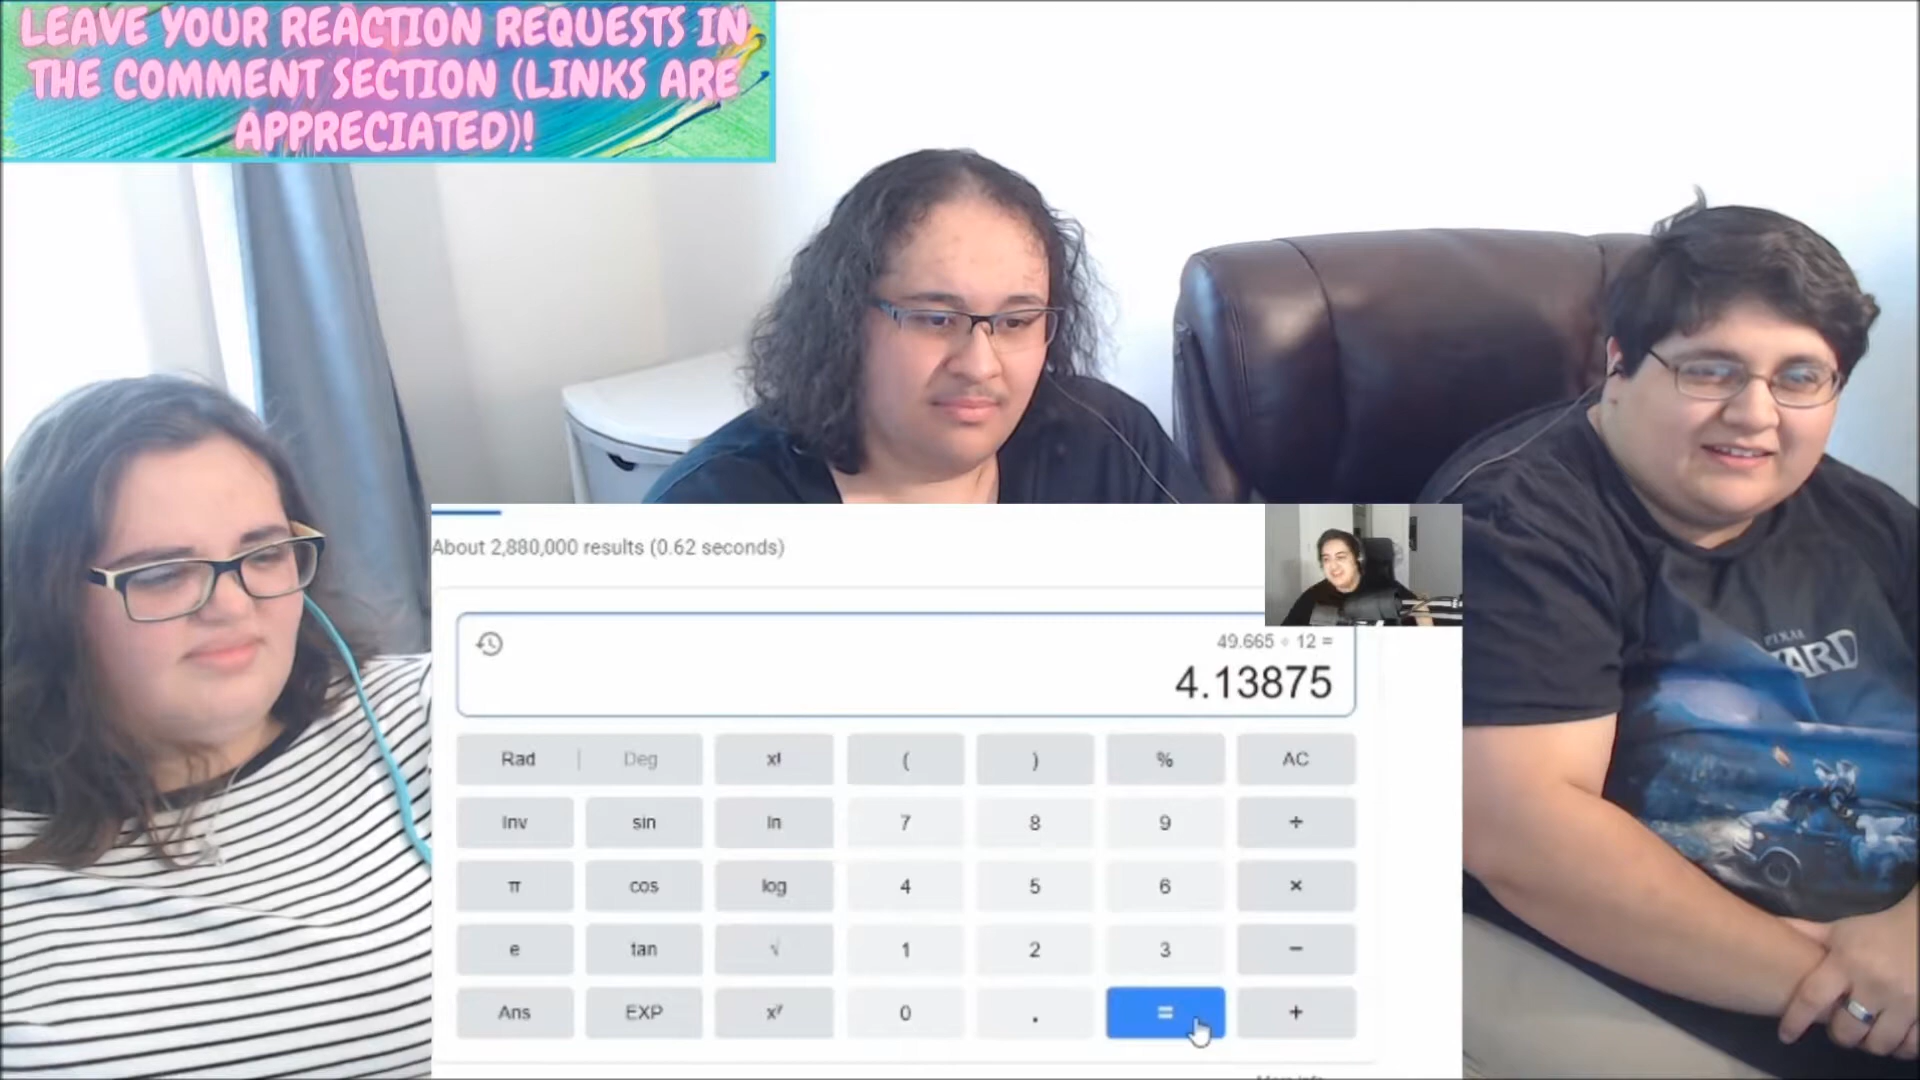 LEAVE YOUR REACTION REQUESTS IN
THE COMMENT SECTION (LINKS ARE
APPRECIATED)!
About 2,880,000 results (0.62 seconds)
49.665 ÷ 12 =
4.13875
Rad | Deg x! ( ) % AC
Inv sin ln 7 8 9 ÷
π cos log 4 5 6 ×
e tan √ 1 2 3 −
Ans EXP xʸ 0 . = +
PIXAR
WARD